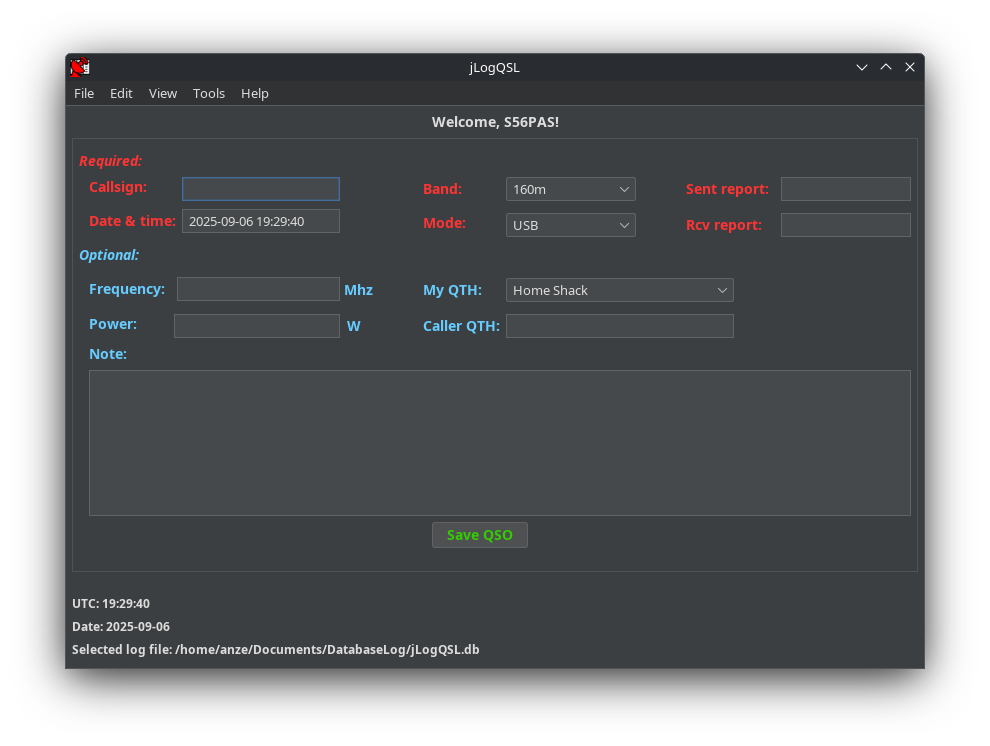 jLogQSL
File Edit View Tools Help
Welcome, S56PAS!
Required:
Callsign: Band: 160m Sent report:
Date & time: 2025-09-06 19:29:40 Mode: USB Rcv report:
Optional:
Frequency: Mhz My QTH: Home Shack
Power: W Caller QTH:
Note:
Save QSO
UTC: 19:29:40
Date: 2025-09-06
Selected log file: /home/anze/Documents/DatabaseLog/jLogQSL.db